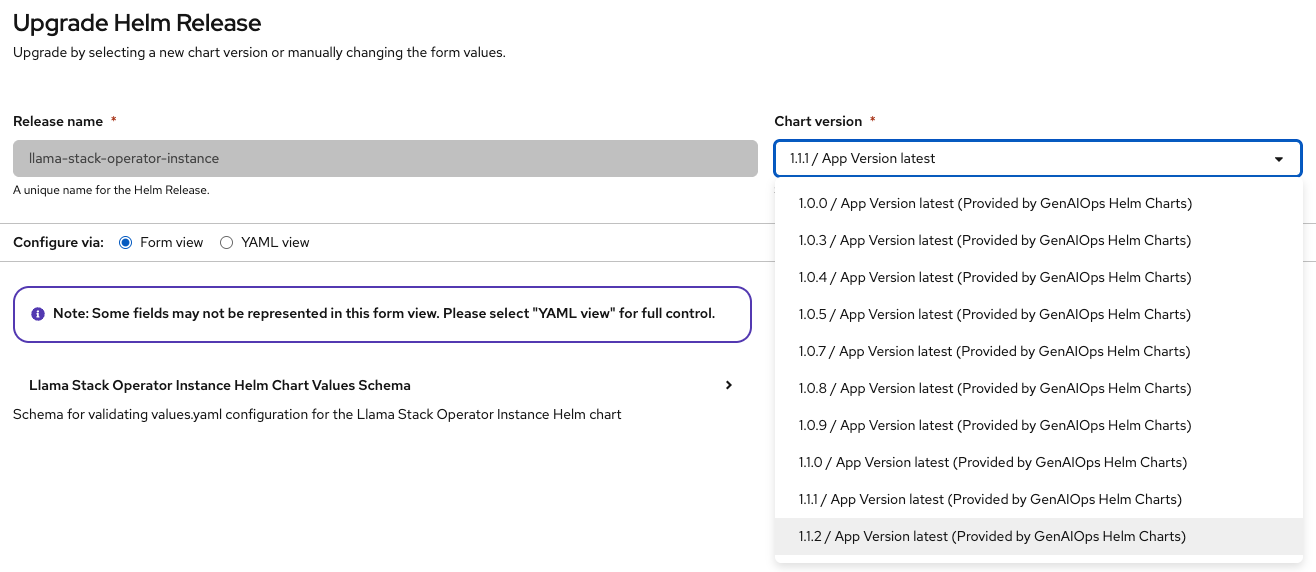 Upgrade Helm Release
Upgrade by selecting a new chart version or manually changing the form values.
Release name *
llama-stack-operator-instance
A unique name for the Helm Release.
Chart version *
1.1.1 / App Version latest
1.0.0 / App Version latest (Provided by GenAIOps Helm Charts)
1.0.3 / App Version latest (Provided by GenAIOps Helm Charts)
1.0.4 / App Version latest (Provided by GenAIOps Helm Charts)
1.0.5 / App Version latest (Provided by GenAIOps Helm Charts)
1.0.7 / App Version latest (Provided by GenAIOps Helm Charts)
1.0.8 / App Version latest (Provided by GenAIOps Helm Charts)
1.0.9 / App Version latest (Provided by GenAIOps Helm Charts)
1.1.0 / App Version latest (Provided by GenAIOps Helm Charts)
1.1.1 / App Version latest (Provided by GenAIOps Helm Charts)
1.1.2 / App Version latest (Provided by GenAIOps Helm Charts)
Configure via: Form view YAML view
Note: Some fields may not be represented in this form view. Please select "YAML view" for full control.
Llama Stack Operator Instance Helm Chart Values Schema
Schema for validating values.yaml configuration for the Llama Stack Operator Instance Helm chart